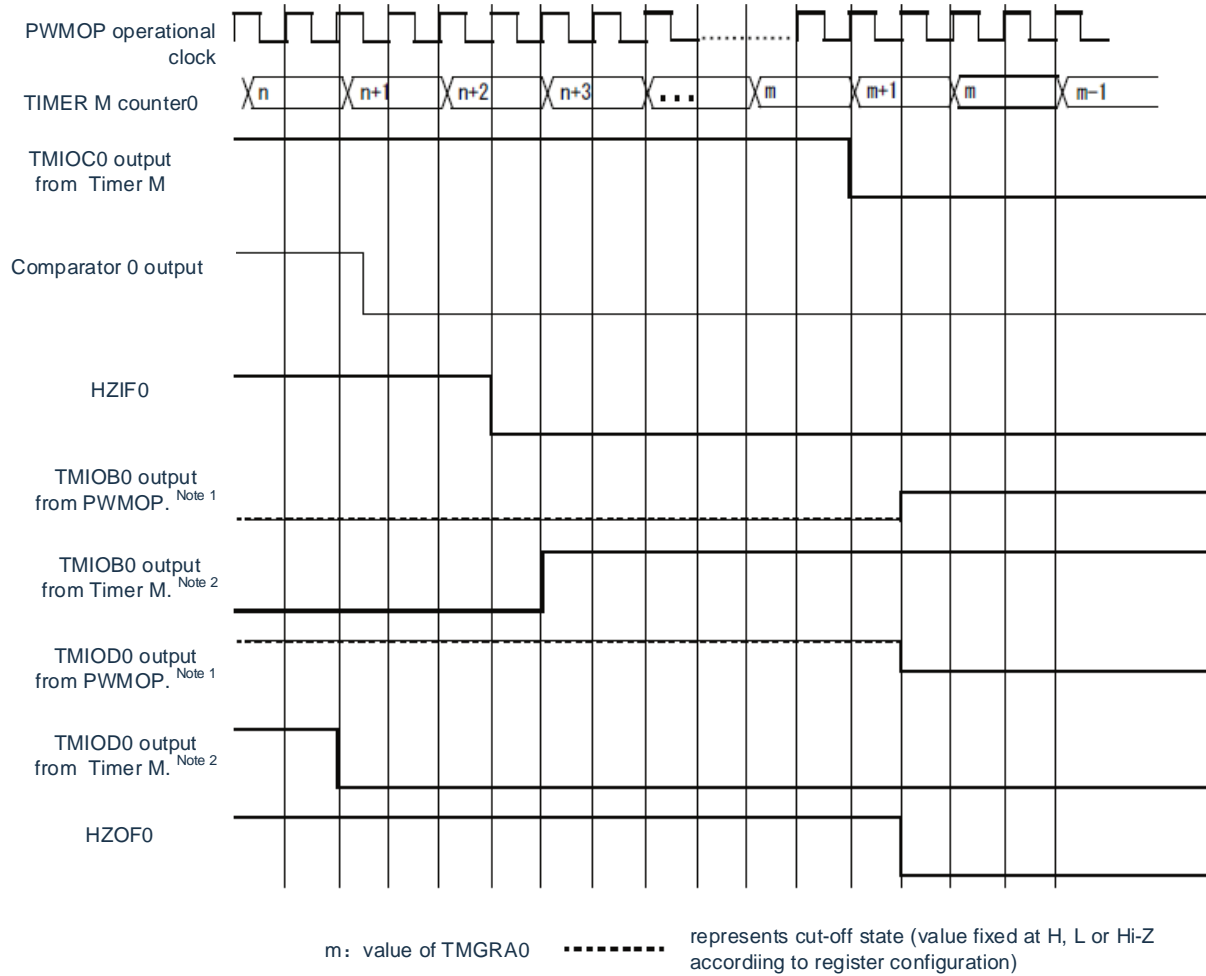 PWMOP operational
clock
TIMER M counter0
n
n+1
n+2
n+3
...
m
m+1
m
m-1
TMIOC0 output
from Timer M
Comparator 0 output
HZIF0
TMIOB0 output
from PWMOP. Note 1
TMIOB0 output
from Timer M. Note 2
TMIOD0 output
from PWMOP. Note 1
TMIOD0 output
from Timer M. Note 2
HZOF0
m: value of TMGRA0
represents cut-off state (value fixed at H, L or Hi-Z
accordiing to register configuration)